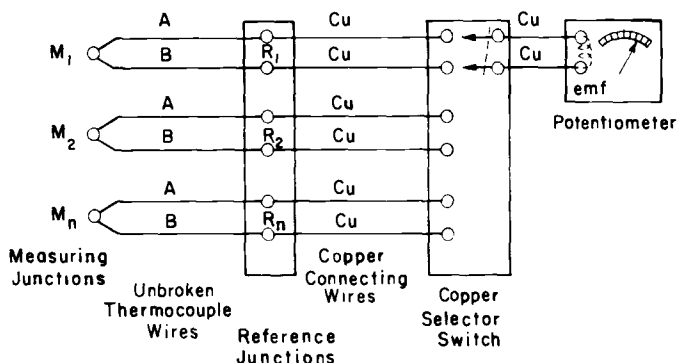 A Cu Cu
M1 B R1 Cu Cu
emf
Potentiometer
A Cu
M2 B R2 Cu
A Cu
Mn B Rn Cu
Measuring
Junctions
Unbroken
Thermocouple
Wires
Reference
Junctions
Copper
Connecting
Wires
Copper
Selector
Switch